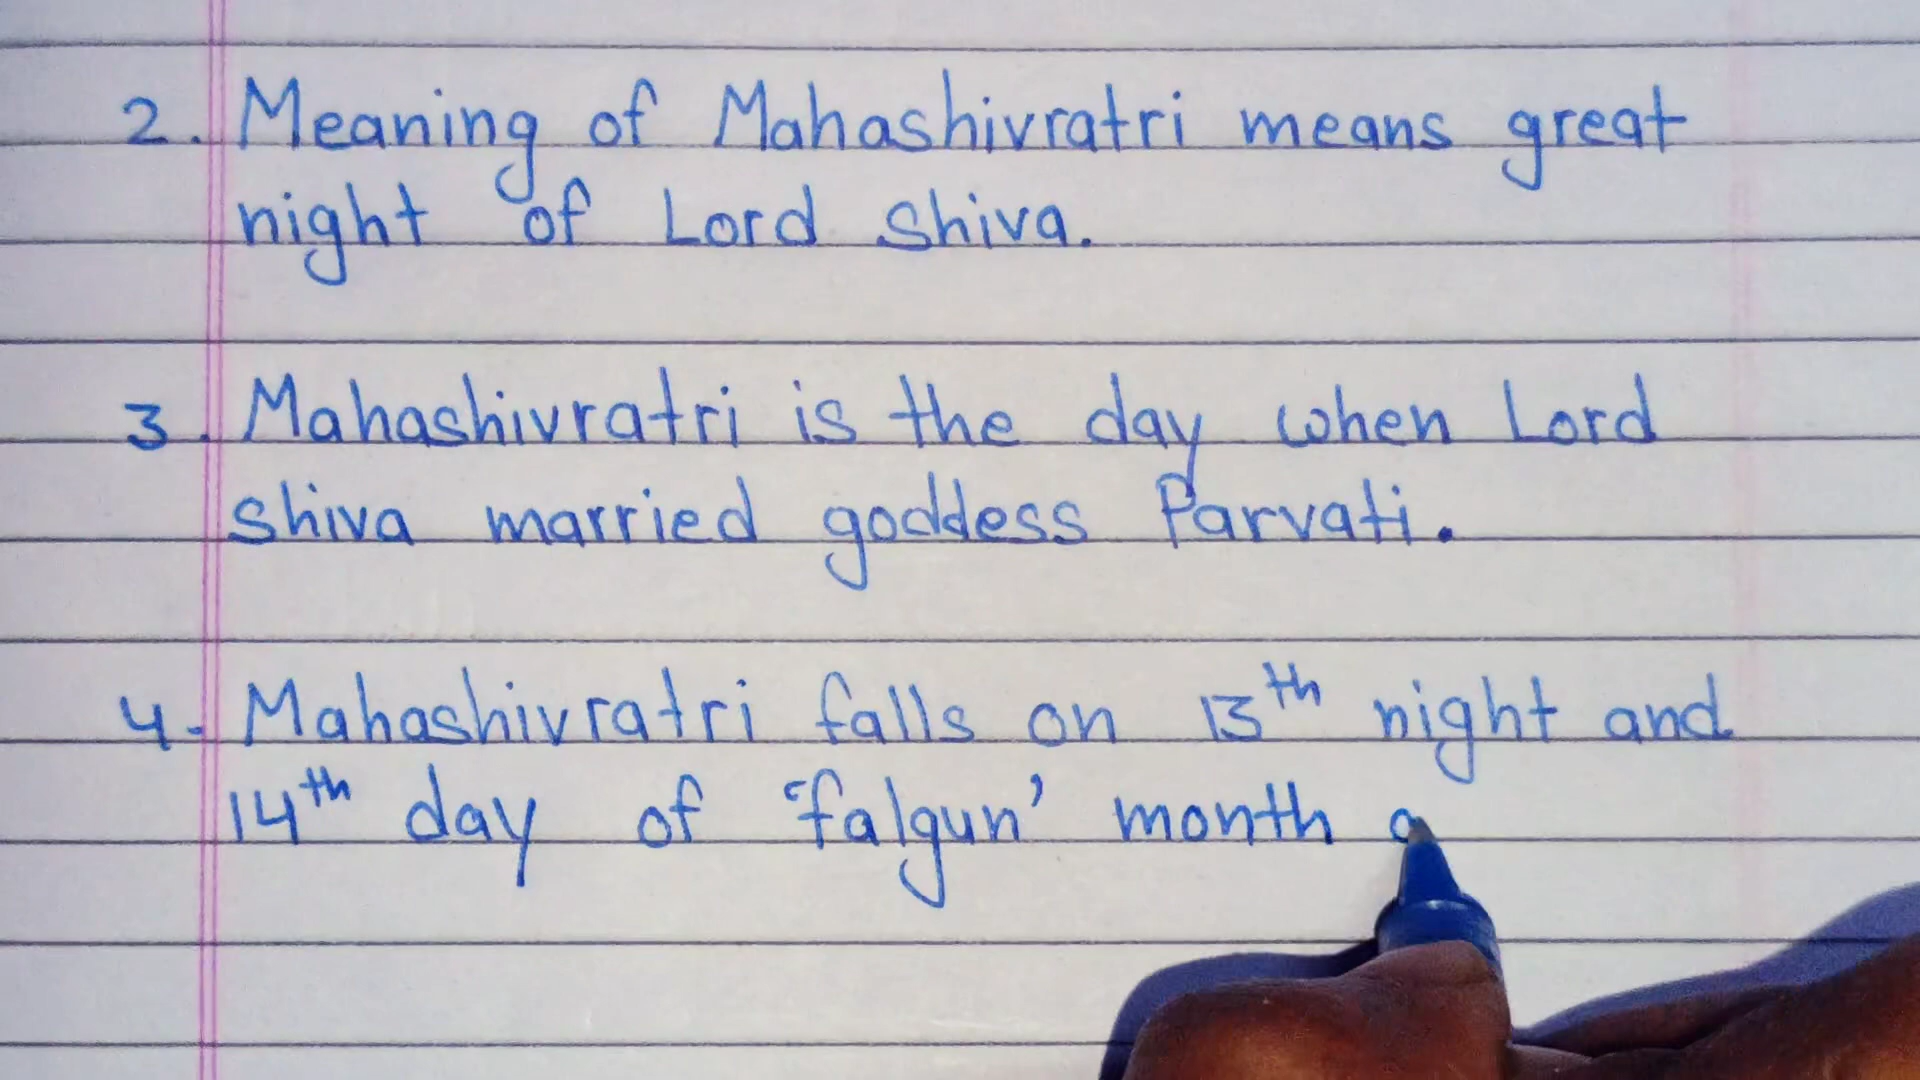 2. Meaning of Mahashivratri means great
night of Lord Shiva.
3. Mahashivratri is the day when Lord
Shiva married goddess Parvati.
4. Mahashivratri falls on 13th night and
14th day of 'falgun' month